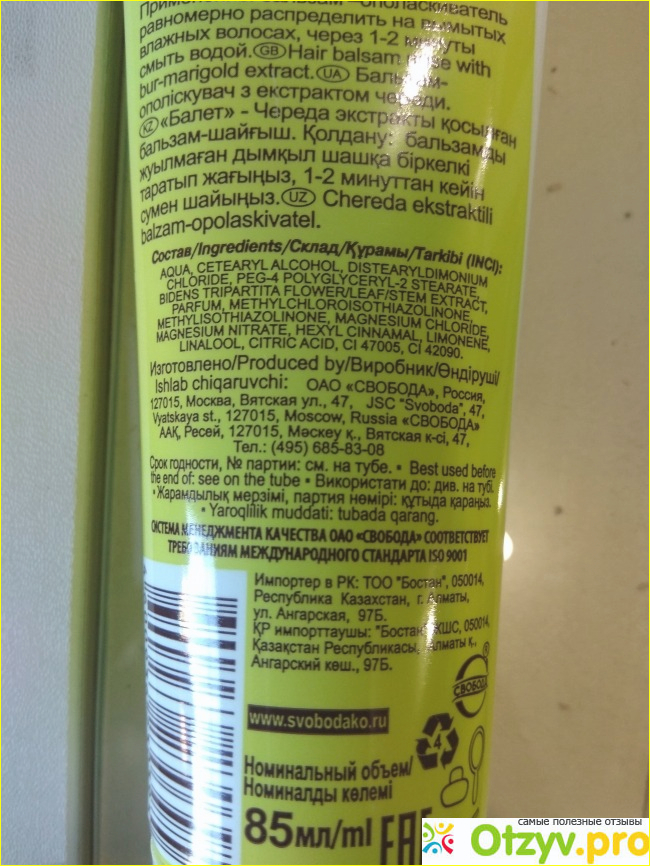 бальзам-ополаскиватель
равномерно распределить на вымытых
влажных волосах, через 1-2 минуты
смыть водой. GB Hair balsam with
bur-marigold extract. UA Бальзам-
ополіскувач з екстрактом череди.
KZ «Балет» - Череда экстракты қосылған
бальзам-шайғыш. Қолдану: бальзамды
жуылмаған дымқыл шашқа біркелкі
таратып жағыңыз, 1-2 минуттан кейін
сумен шайыңыз. UZ Chereda ekstraktili
balzam-opolaskivatel.
Состав/Ingredients/Склад/Құрамы/Tarkibi (INCI):
AQUA, CETEARYL ALCOHOL, DISTEARYLDIMONIUM
CHLORIDE, PEG-4 POLYGLYCERYL-2 STEARATE,
BIDENS TRIPARTITA FLOWER/LEAF/STEM EXTRACT,
PARFUM, METHYLCHLOROISOTHIAZOLINONE,
METHYLISOTHIAZOLINONE, MAGNESIUM CHLORIDE,
MAGNESIUM NITRATE, HEXYL CINNAMAL, LIMONENE,
LINALOOL, CITRIC ACID, CI 47005, CI 42090.
Изготовлено/Produced by/Виробник/Өндіруші/
Ishlab chiqaruvchi: ОАО «СВОБОДА», Россия,
127015, Москва, Вятская ул., 47, JSC "Svoboda", 47,
Vyatskaya st., 127015, Moscow, Russia «СВОБОДА»
ААҚ, Ресей, 127015, Мәскеу қ., Вятская к-сі, 47,
Тел.: (495) 685-83-08
Срок годности, № партии: см. на тубе. • Best used before
the end of: see on the tube • Використати до: див. на тубі.
• Жарамдылық мерзімі, партия нөмірі: құтыда қараңыз.
• Yaroqlilik muddati: tubada qarang.
СИСТЕМА МЕНЕДЖМЕНТА КАЧЕСТВА ОАО «СВОБОДА» СООТВЕТСТВУЕТ
ТРЕБОВАНИЯМ МЕЖДУНАРОДНОГО СТАНДАРТА ISO 9001
Импортер в РК: ТОО "Бостан", 050014,
Республика Казахстан, г. Алматы,
ул. Ангарская, 97Б.
ҚР импорттаушы: "Бостан" ЖШС, 050014,
Қазақстан Республикасы, Алматы қ.,
Ангарский көш., 97Б.
СВОБОДА ®
www.svobodako.ru
4
Номинальный объем/
Номиналды көлемі
85мл/ml EAC
самые полезные отзывы
Otzyv.pro